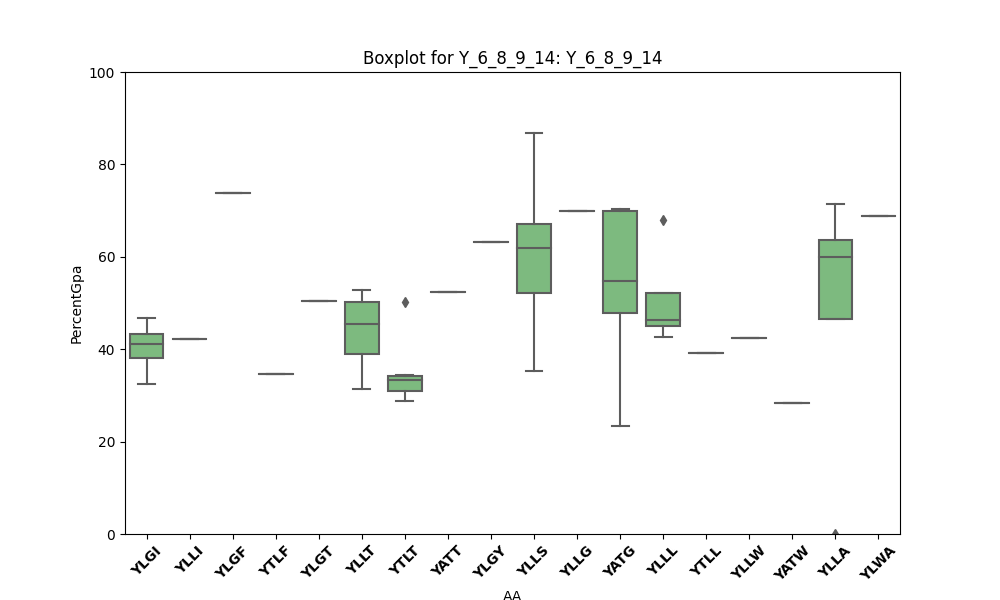 Boxplot for Y_6_8_9_14: Y_6_8_9_14
100
80
60
40
20
0
PercentGpa
YLGI YLLI YLGF YTLF YLGT YLLT YTLT YATT YLGY YLLS YLLG YATG YLLL YTLL YLLW YATW YLLA YLWA
AA